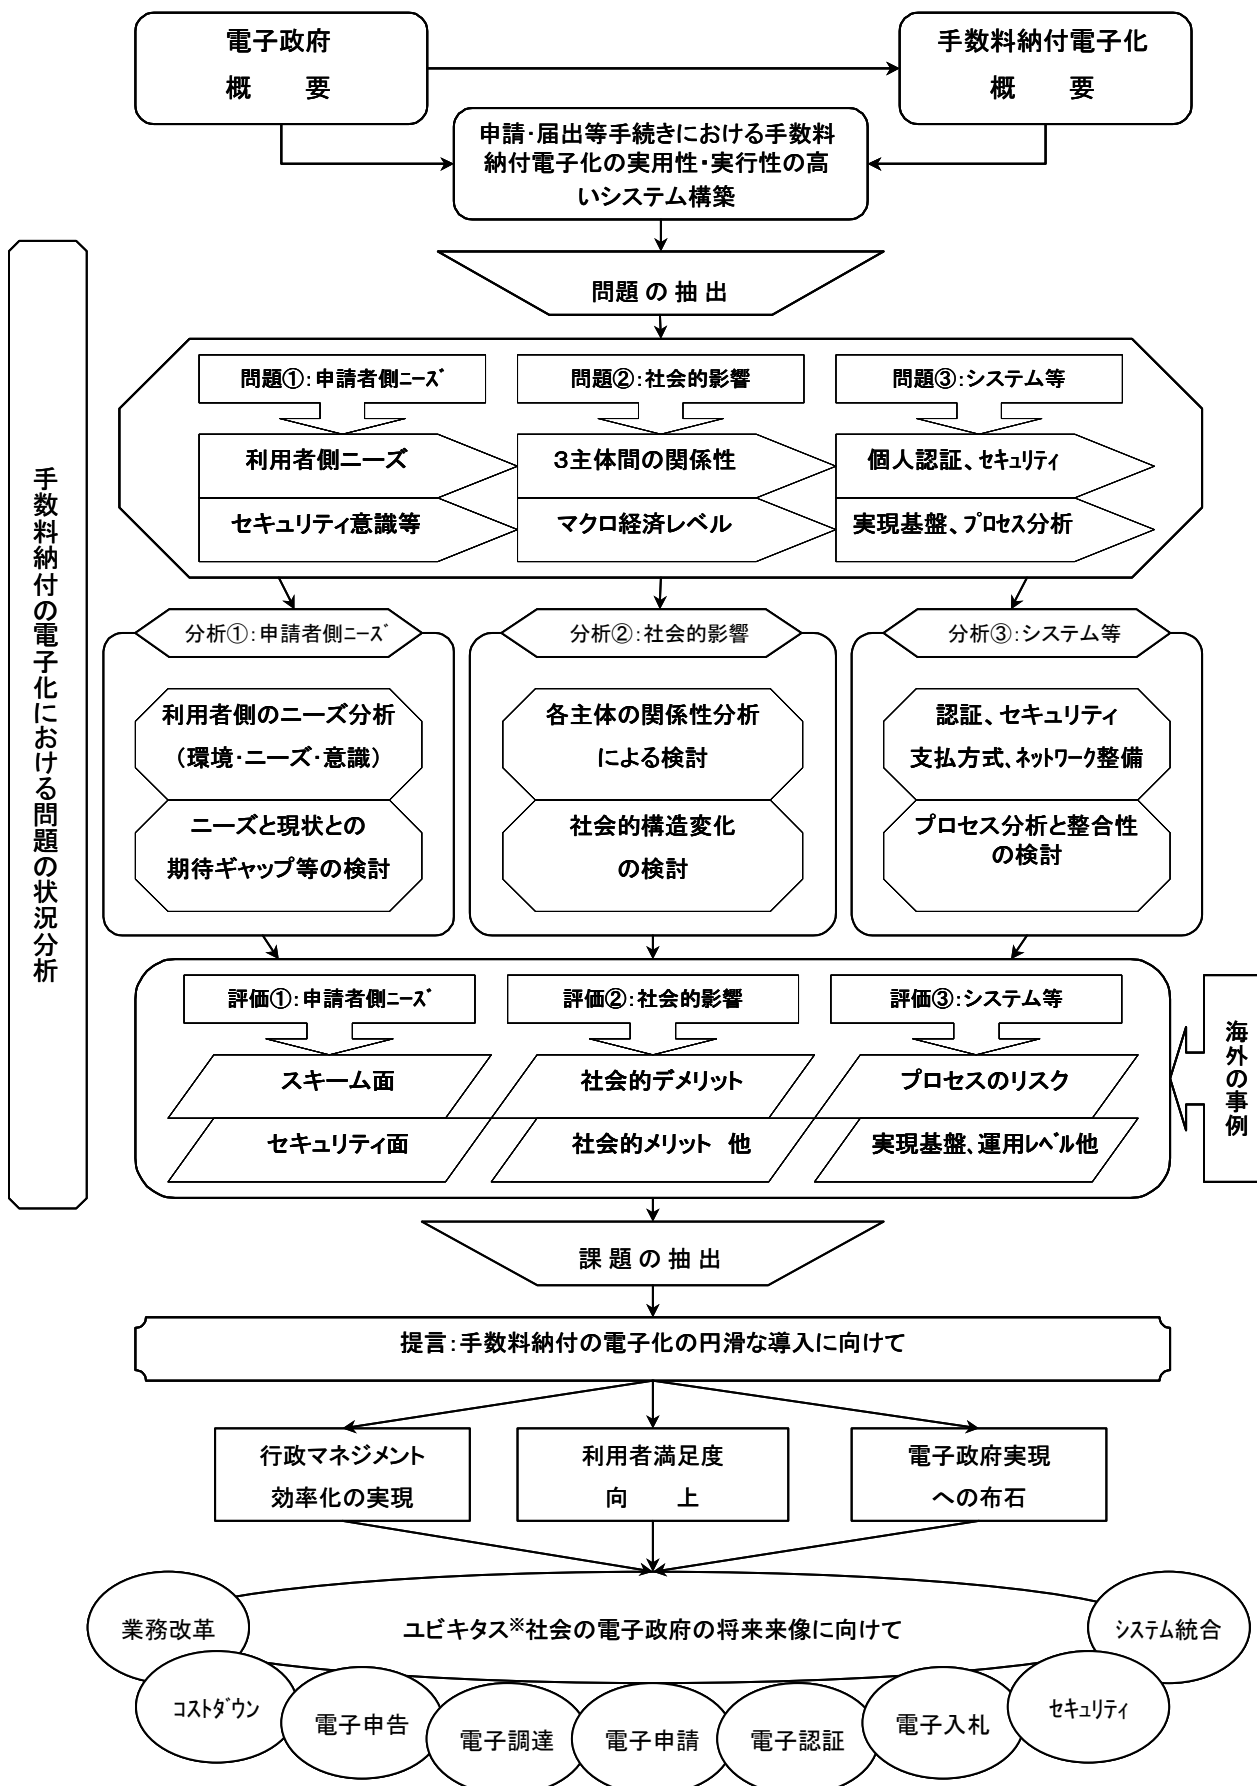 電子政府
概　　要
手数料納付電子化
概　　要
申請・届出等手続きにおける手数料
納付電子化の実用性・実行性の高
いシステム構築
問題の抽出
手数料納付の電子化における問題の状況分析
問題①：申請者側ﾆｰｽﾞ
問題②：社会的影響
問題③：システム等
利用者側ニーズ
３主体間の関係性
個人認証、ｾｷｭﾘﾃｨ
セキュリティ意識等
マクロ経済レベル
実現基盤、ﾌﾟﾛｾｽ分析
分析①：申請者側ﾆｰｽﾞ
分析②：社会的影響
分析③：システム等
利用者側のニーズ分析
（環境・ニーズ・意識）
各主体の関係性分析
による検討
認証、セキュリティ
支払方式、ﾈｯﾄﾜｰｸ整備
ニーズと現状との
期待ギャップ等の検討
社会的構造変化
の検討
プロセス分析と整合性
の検討
評価①：申請者側ﾆｰｽﾞ
評価②：社会的影響
評価③：システム等
海外の事例
スキーム面
社会的デメリット
プロセスのリスク
セキュリティ面
社会的メリット　他
実現基盤、運用ﾚﾍﾞﾙ他
課題の抽出
提言：手数料納付の電子化の円滑な導入に向けて
行政マネジメント
効率化の実現
利用者満足度
向　　上
電子政府実現
への布石
ユビキタス※社会の電子政府の将来来像に向けて
業務改革
システム統合
ｺｽﾄﾀﾞｳﾝ
電子申告
電子調達
電子申請
電子認証
電子入札
ｾｷｭﾘﾃｨ